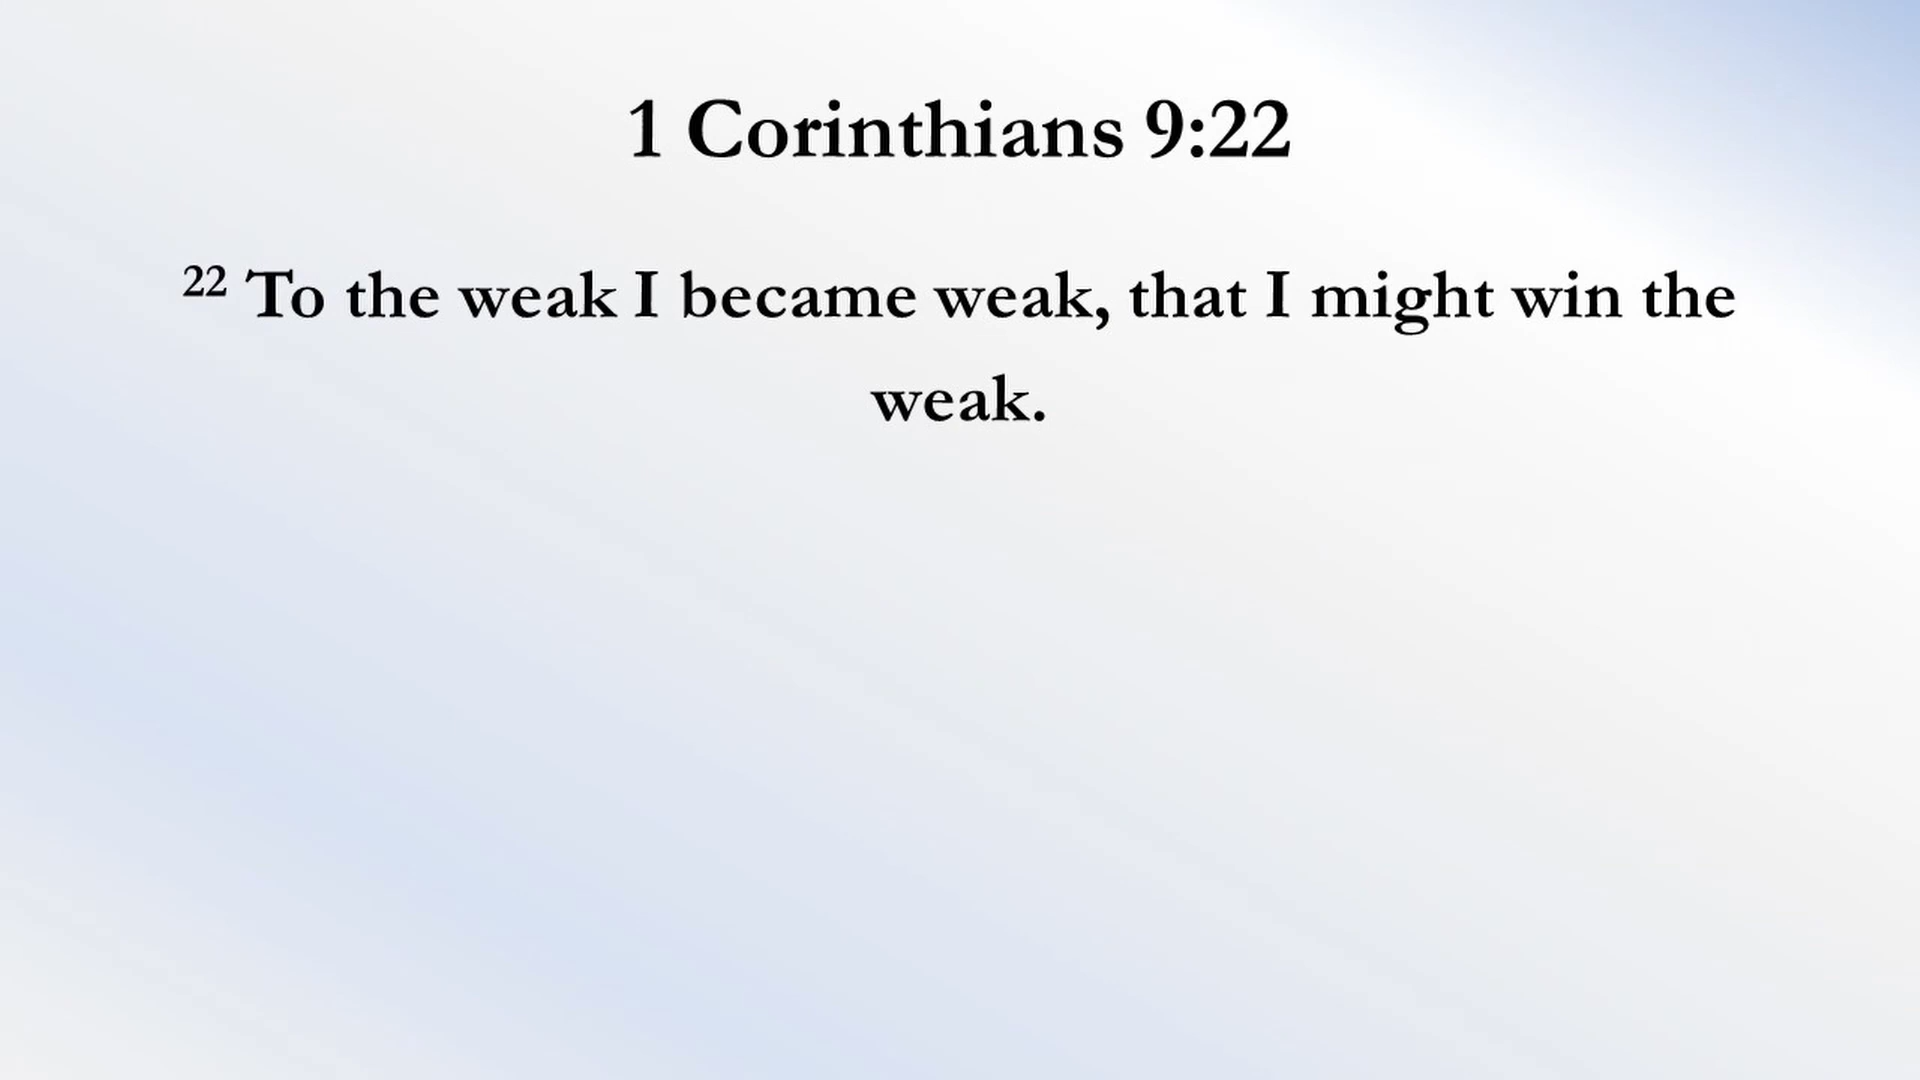 1 Corinthians 9:22
22 To the weak I became weak, that I might win the
weak.